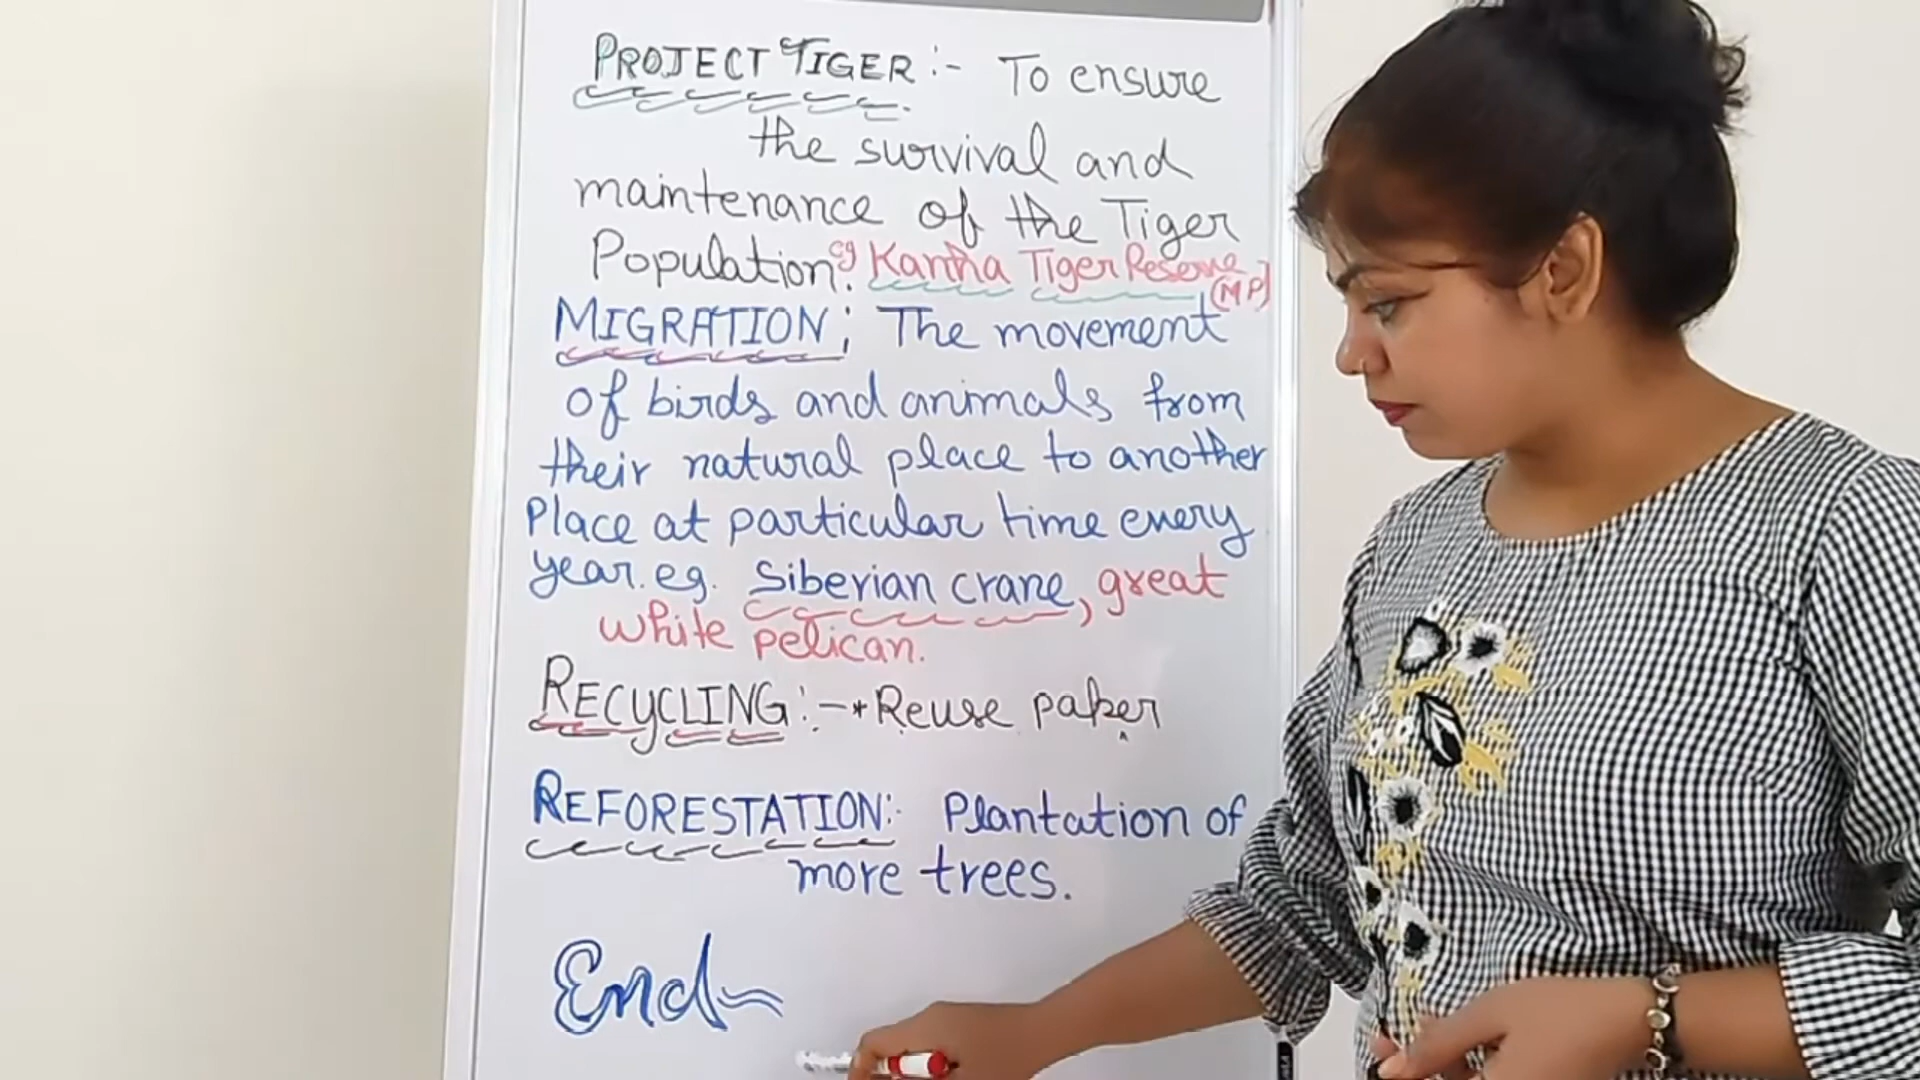 PROJECT TIGER :- To ensure
the survival and
maintenance of the Tiger
Population. eg Kanha Tiger Reserve
(MP)
MIGRATION ; The movement
of birds and animals from
their natural place to another
Place at particular time every
year. eg. Siberian crane, great
white pelican.
RECYCLING :- * Reuse paper
REFORESTATION :- Plantation of
more trees.
End